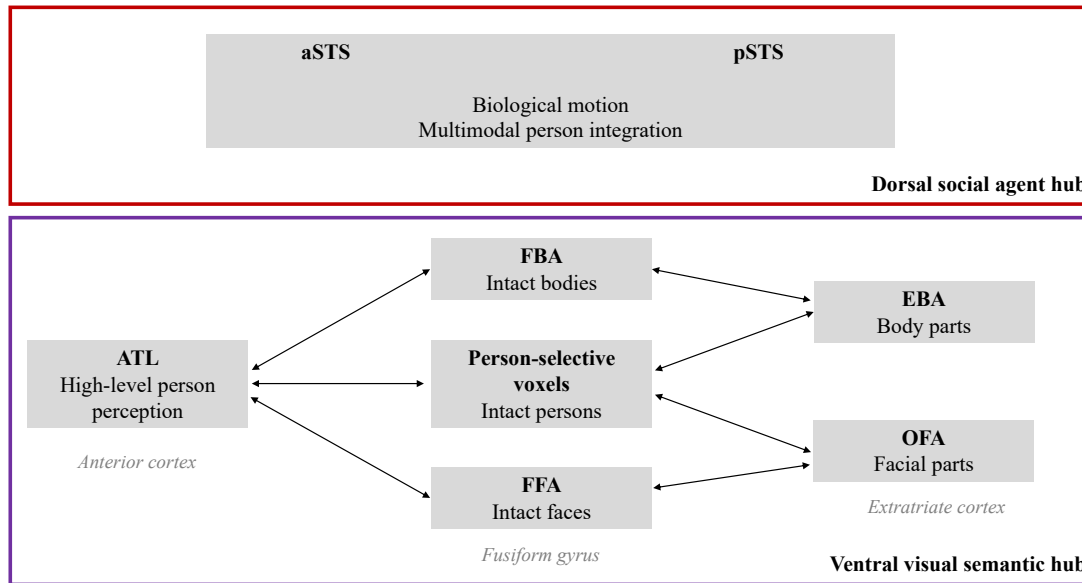 aSTS
pSTS
Biological motion
Multimodal person integration
Dorsal social agent hub
FBA
Intact bodies
EBA
Body parts
ATL
High-level person
perception
Anterior cortex
Person-selective
voxels
Intact persons
OFA
Facial parts
Extratriate cortex
FFA
Intact faces
Fusiform gyrus
Ventral visual semantic hub